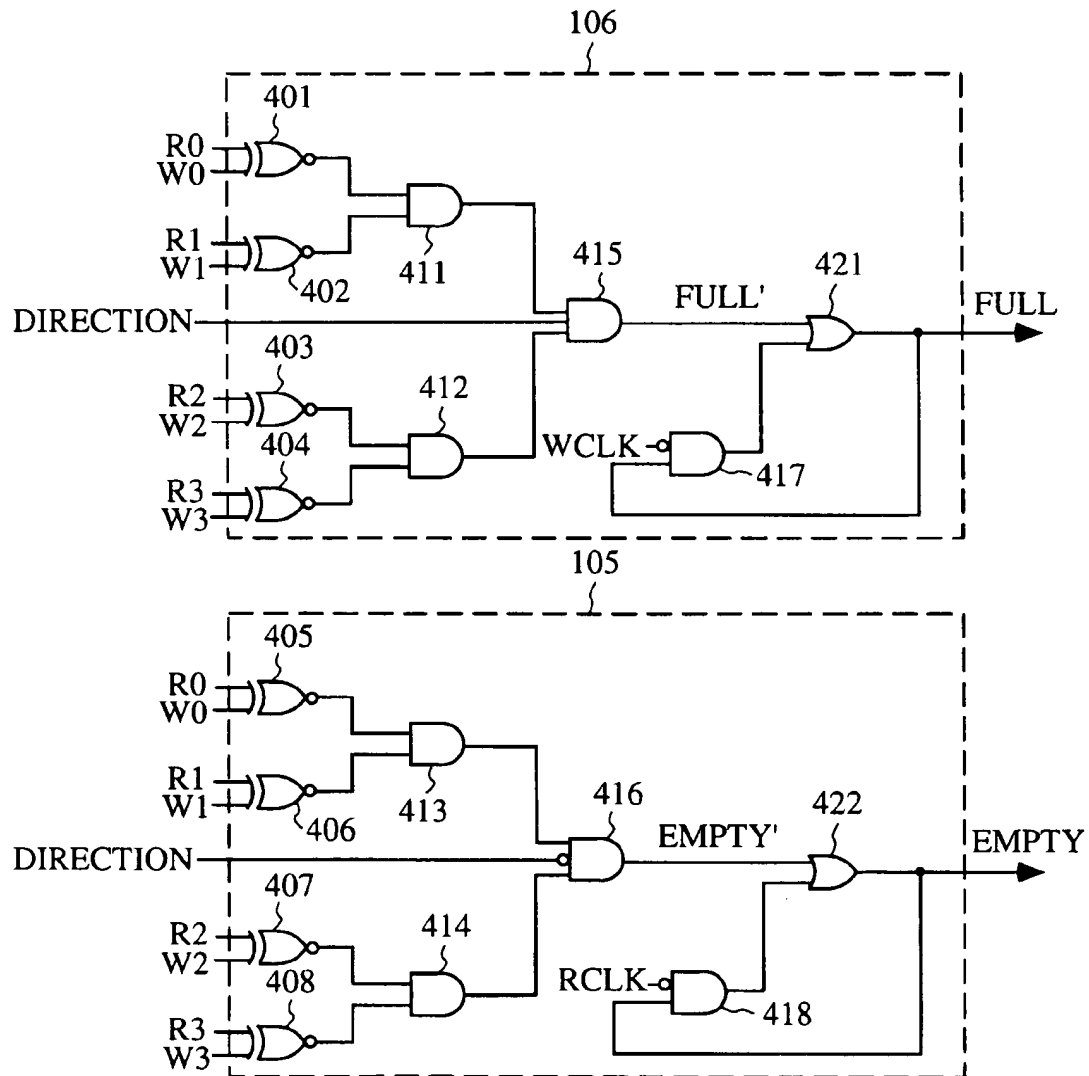 106
401
R0
W0
R1
W1
402
411
415
421
DIRECTION
FULL'
FULL
403
R2
W2
412
404
WCLK
417
R3
W3
105
405
R0
W0
R1
W1
406
413
416
422
DIRECTION
EMPTY'
EMPTY
407
R2
W2
414
408
RCLK
418
R3
W3